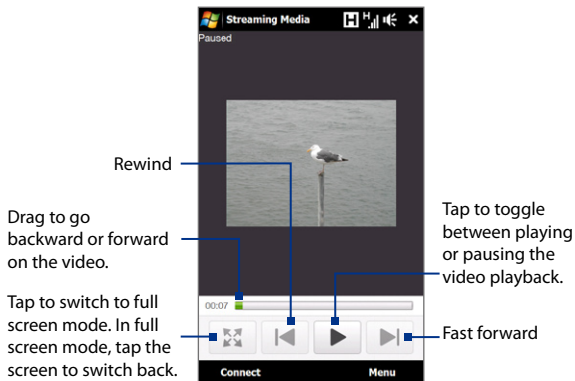 Streaming Media
Paused
Rewind
Drag to go
backward or forward
on the video.
Tap to toggle
between playing
or pausing the
video playback.
00:07
Tap to switch to full
screen mode. In full
screen mode, tap the
screen to switch back.
Fast forward
Connect
Menu